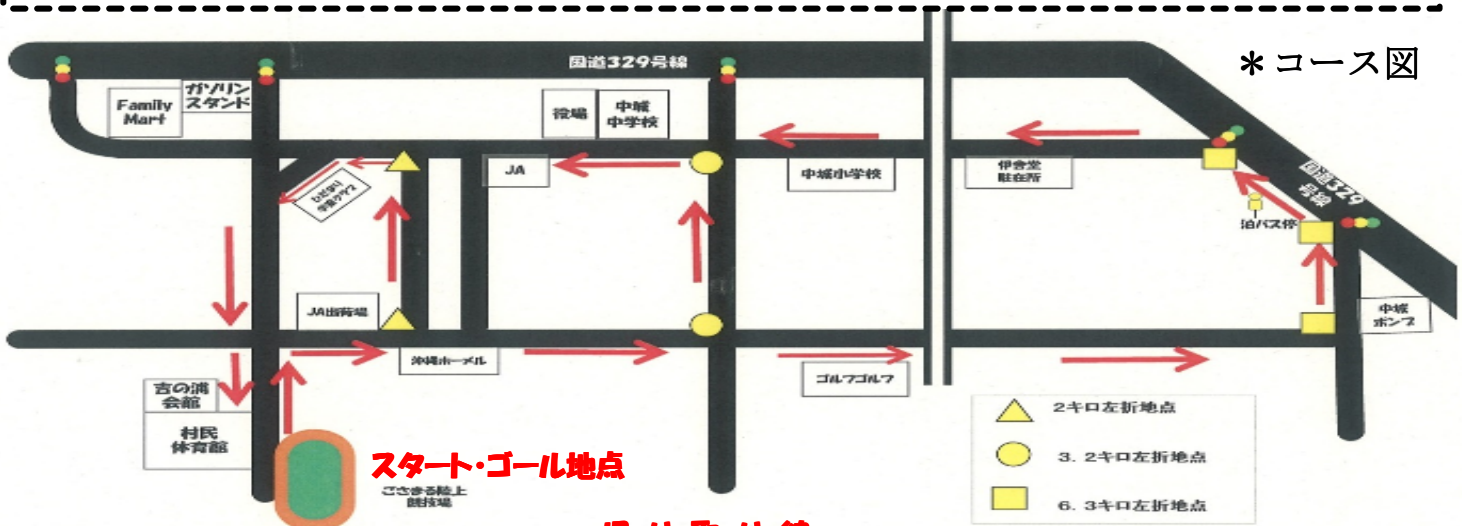 ＊コース図
国道329号線
Family
Mart
ガソリン
スタンド
役場
中城
中学校
国道329
号線
JA
中城小学校
伊舎堂
駐在所
泊バス停
学童クラブ
JA出荷場
中城
ポンプ
沖縄ホーメル
ゴルフゴルフ
吉の浦
会館
村民
体育館
スタート・ゴール地点
ごさまる陸上
競技場
2キロ左折地点
3．2キロ左折地点
6．3キロ左折地点